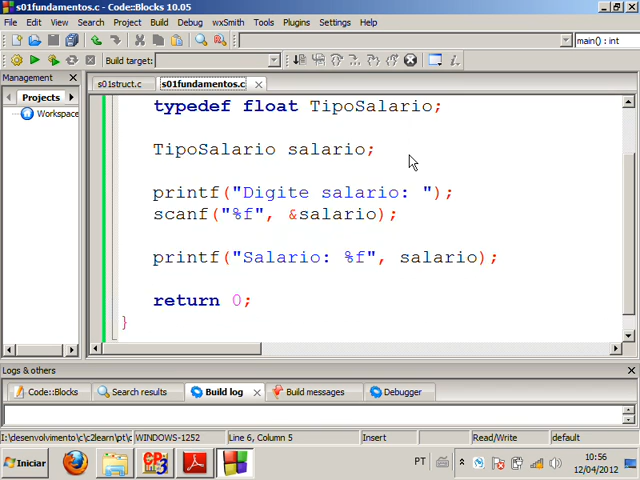 s01fundamentos.c - Code::Blocks 10.05
File Edit View Search Project Build Debug wxSmith Tools Plugins Settings Help
main() : int
Build target:
Management
Projects
Workspace
s01struct.c s01fundamentos.c
typedef float TipoSalario;
TipoSalario salario;
printf("Digite salario: ");
scanf("%f", &salario);
printf("Salario: %f", salario);
return 0;
}
Logs & others
Code::Blocks Search results Build log Build messages Debugger
I:\desenvolvimento\c\c2learn\pt\c WINDOWS-1252 Line 6, Column 5 Insert Read/Write default
Iniciar PT 10:56
12/04/2012